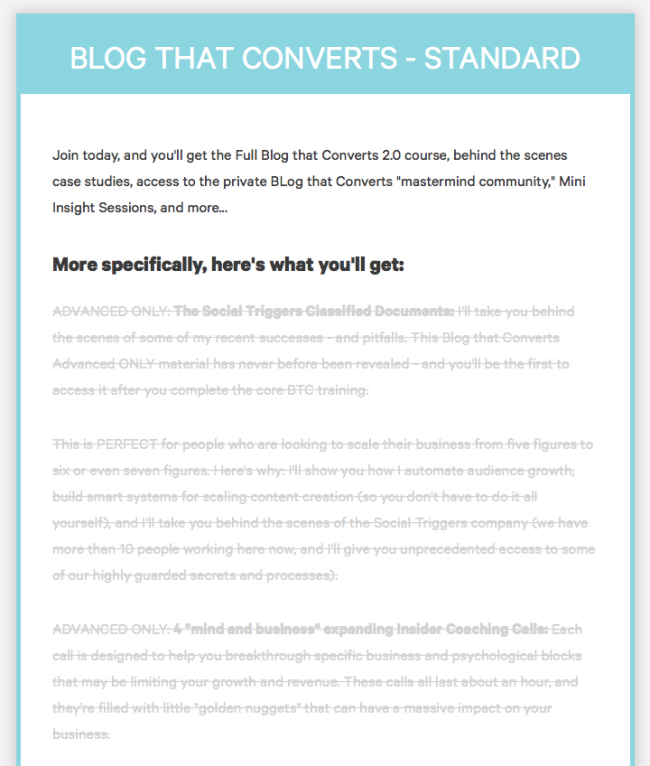 BLOG THAT CONVERTS - STANDARD
Join today, and you'll get the Full Blog that Converts 2.0 course, behind the scenes
case studies, access to the private BLog that Converts "mastermind community," Mini
Insight Sessions, and more...
More specifically, here's what you'll get:
ADVANCED ONLY: The Social Triggers Classified Documents: I'll take you behind
the scenes of some of my recent successes - and pitfalls. This Blog that Converts
Advanced ONLY material has never before been revealed - and you'll be the first to
access it after you complete the core BTC training.
This is PERFECT for people who are looking to scale their business from five figures to
six or even seven figures. Here's why: I'll show you how I automate audience growth,
build smart systems for scaling content creation (so you don't have to do it all
yourself), and I'll take you behind the scenes of the Social Triggers company (we have
more than 10 people working here now, and I'll give you unprecedented access to some
of our highly guarded secrets and processes).
ADVANCED ONLY: 4 "mind and business" expanding Insider Coaching Calls: Each
call is designed to help you breakthrough specific business and psychological blocks
that may be limiting your growth and revenue. These calls all last about an hour, and
they're filled with little "golden nuggets" that can have a massive impact on your
business.